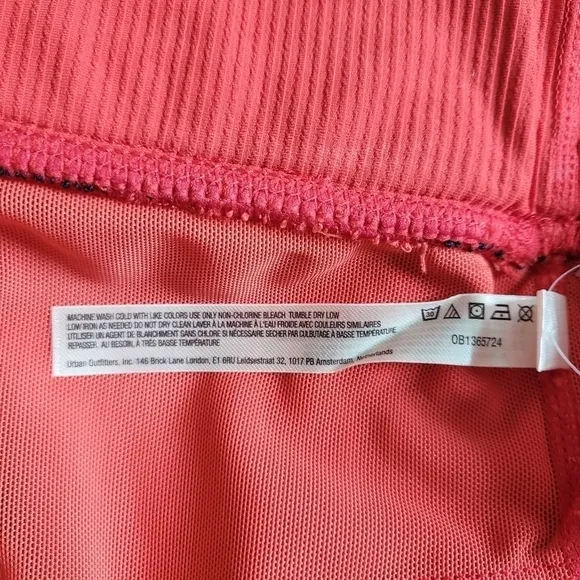 MACHINE WASH COLD WITH LIKE COLORS USE ONLY NON-CHLORINE BLEACH TUMBLE DRY LOW
LOW IRON AS NEEDED DO NOT DRY CLEAN LAVER À LA MACHINE À L'EAU FROIDE AVEC COULEURS SIMILAIRES
UTILISER UN AGENT DE BLANCHIMENT SANS CHLORE SI NÉCESSAIRE SÉCHER PAR CULBUTAGE À BASSE TEMPÉRATURE
REPASSER, AU BESOIN, À TRÈS BASSE TEMPÉRATURE
Urban Outfitters, Inc. 146 Brick Lane London, E1 6RU Leidsestraat 32, 1017 PB Amsterdam, Netherlands
30
OB1365724